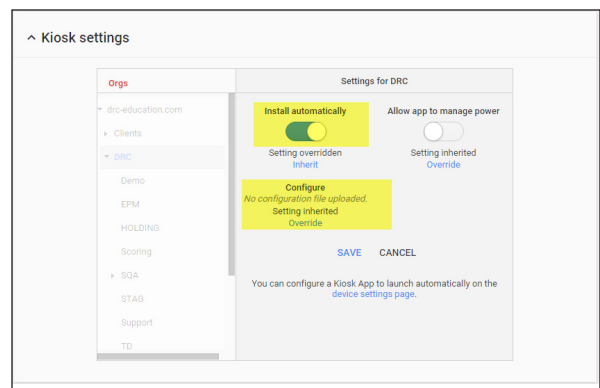 Kiosk settings
Orgs
Settings for DRC
drc-education.com
Clients
DRC
Demo
EPM
HOLDING
Scoring
SQA
STAG
Support
TD
Install automatically
Setting overridden
Inherit
Allow app to manage power
Setting inherited
Override
Configure
No configuration file uploaded.
Setting inherited
Override
SAVE CANCEL
You can configure a Kiosk App to launch automatically on the
device settings page.